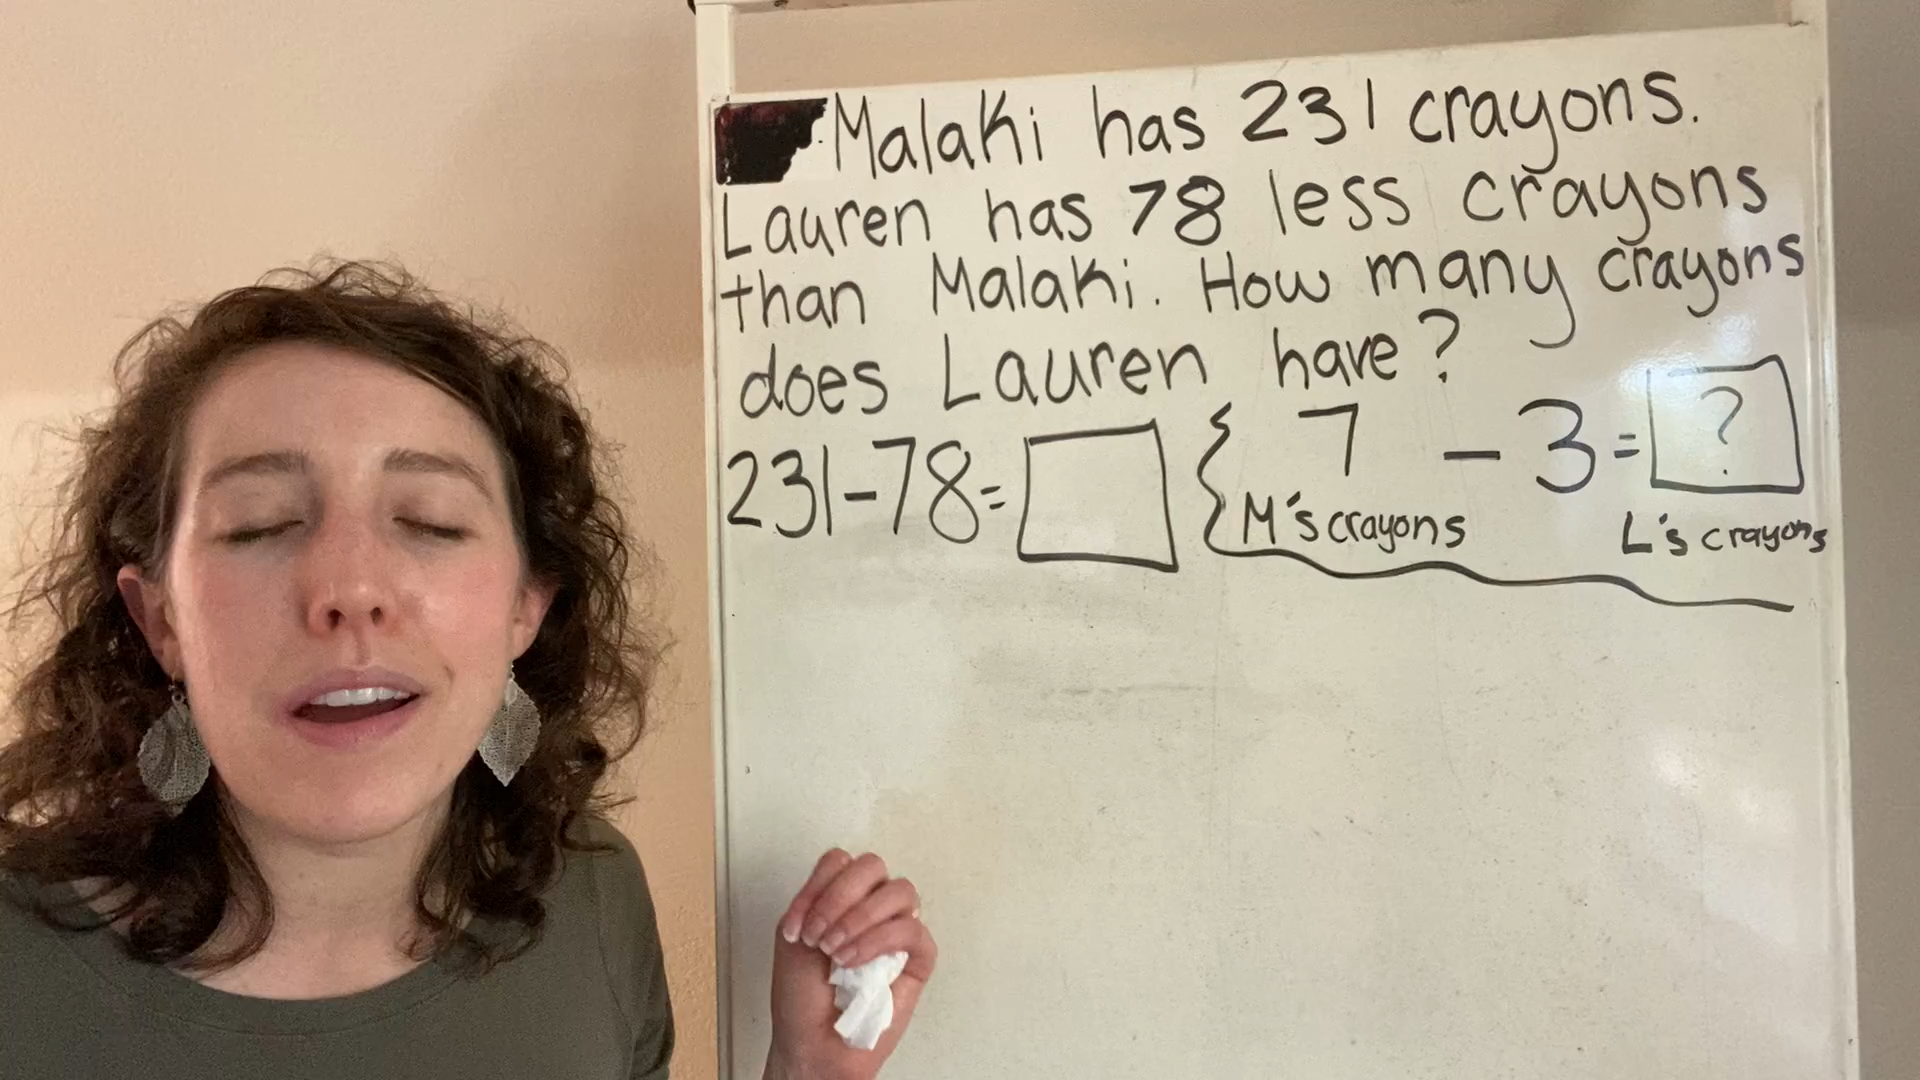 Malaki has 231 crayons.
Lauren has 78 less crayons
than Malaki. How many crayons
does Lauren have?
231-78=
7 - 3 = ?
M's crayons
L's crayons